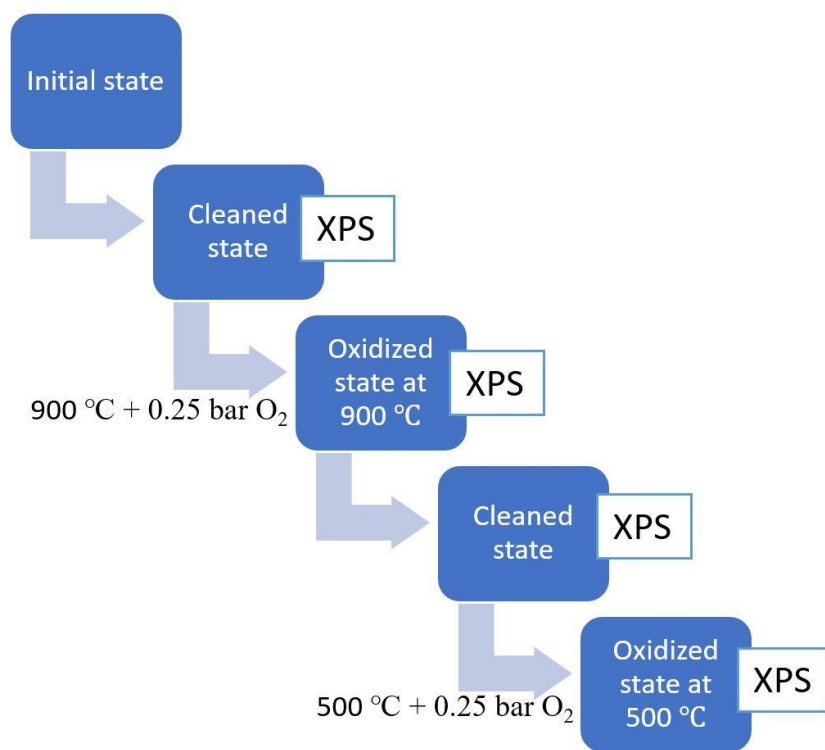 Initial state
Cleaned
state
XPS
900 °C + 0.25 bar O₂
Oxidized
state at
900 °C
XPS
Cleaned
state
XPS
500 °C + 0.25 bar O₂
Oxidized
state at
500 °C
XPS